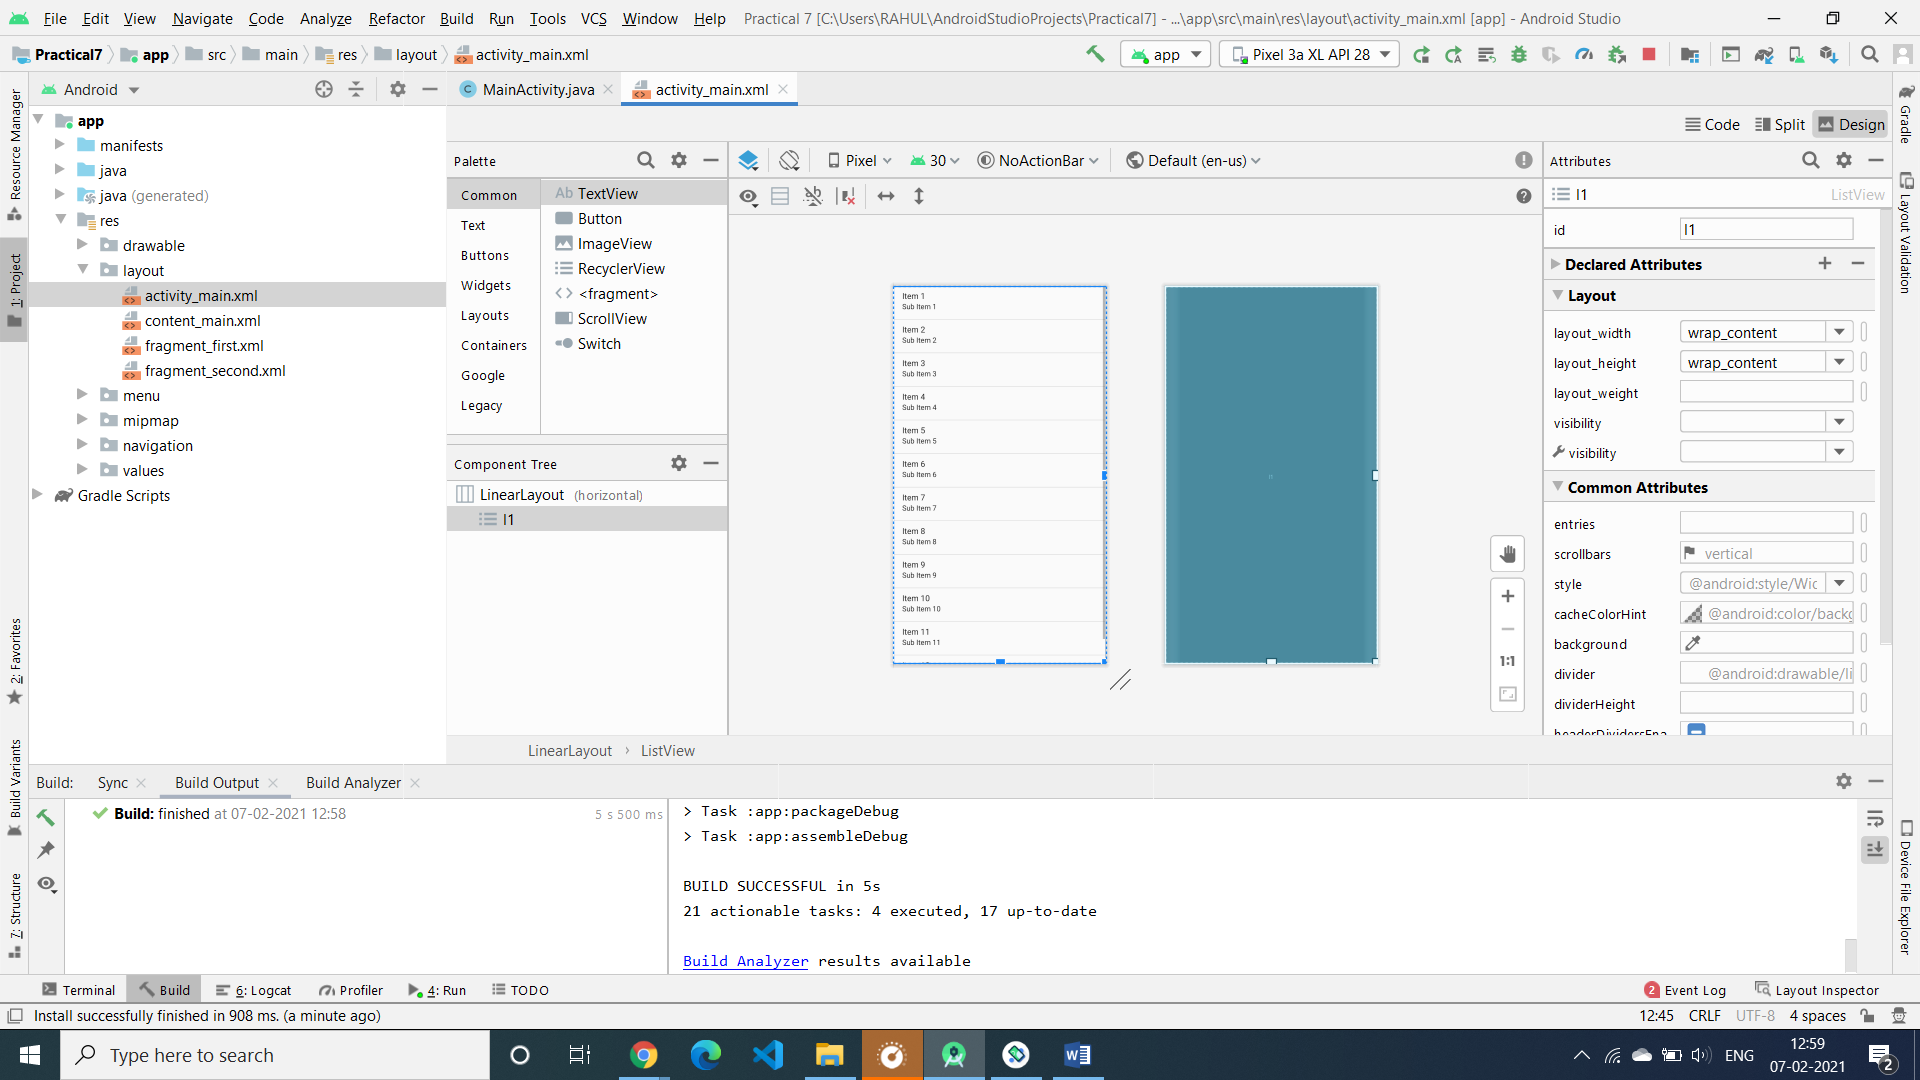 File Edit View Navigate Code Analyze Refactor Build Run Tools VCS Window Help Practical 7 [C:\Users\RAHUL\AndroidStudioProjects\Practical7] - ...\app\src\main\res\layout\activity_main.xml [app] - Android Studio
Practical7 app src main res layout activity_main.xml app Pixel 3a XL API 28
Android MainActivity.java activity_main.xml
Code Split Design
app
manifests
java
java (generated)
res
drawable
layout
activity_main.xml
content_main.xml
fragment_first.xml
fragment_second.xml
menu
mipmap
navigation
values
Gradle Scripts
Resource Manager
1: Project
2: Favorites
Build Variants
7: Structure
Palette
Common
Text
Buttons
Widgets
Layouts
Containers
Google
Legacy
Ab TextView
Button
ImageView
RecyclerView
<fragment>
ScrollView
Switch
Component Tree
LinearLayout (horizontal)
l1
Pixel 30 NoActionBar Default (en-us)
Item 1
Sub Item 1
Item 2
Sub Item 2
Item 3
Sub Item 3
Item 4
Sub Item 4
Item 5
Sub Item 5
Item 6
Sub Item 6
Item 7
Sub Item 7
Item 8
Sub Item 8
Item 9
Sub Item 9
Item 10
Sub Item 10
Item 11
Sub Item 11
1:1
LinearLayout › ListView
Attributes
l1 ListView
id l1
Declared Attributes
Layout
layout_width wrap_content
layout_height wrap_content
layout_weight
visibility
visibility
Common Attributes
entries
scrollbars vertical
style @android:style/Wic
cacheColorHint @android:color/backg
background
divider @android:drawable/li
dividerHeight
headerDividersEna
Gradle
Layout Validation
Device File Explorer
Build: Sync Build Output Build Analyzer
Build: finished at 07-02-2021 12:58 5 s 500 ms
> Task :app:packageDebug
> Task :app:assembleDebug
BUILD SUCCESSFUL in 5s
21 actionable tasks: 4 executed, 17 up-to-date
Build Analyzer results available
Terminal Build 6: Logcat Profiler 4: Run TODO 2 Event Log Layout Inspector
Install successfully finished in 908 ms. (a minute ago) 12:45 CRLF UTF-8 4 spaces
Type here to search
ENG
12:59
07-02-2021
2